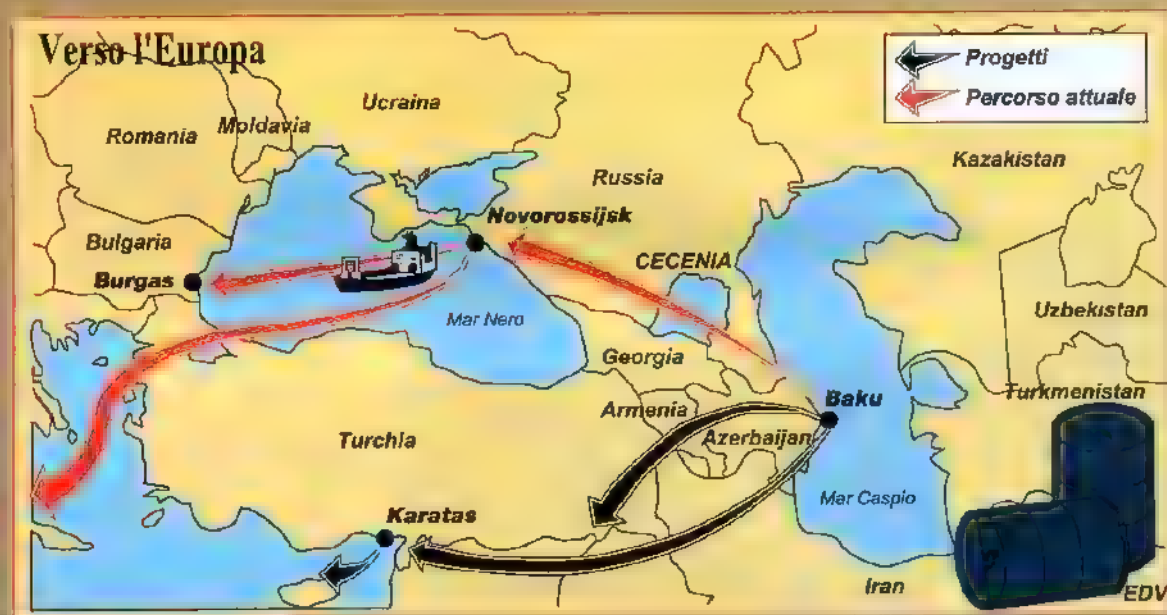 Verso l'Europa
Progetti
Percorso attuale
Ucraina
Moldavia
Romania
Kazakistan
Russia
Novorossijsk
Bulgaria
CECENIA
Burgas
Mar Nero
Uzbekistan
Georgia
Turkmenistan
Armenia
Baku
Turchia
Azerbaijan
Mar Caspio
Karatas
Iran
EDV